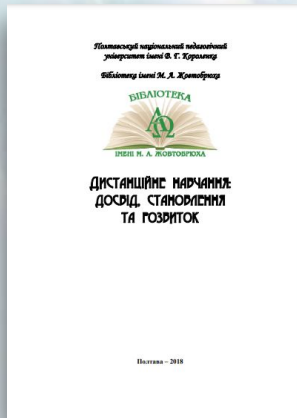 Полтавський національний педагогічний
університет імені В. Г. Короленка
Бібліотека імені М. А. Жовтобрюха
БІБЛІОТЕКА
ІМЕНІ М. А. ЖОВТОБРЮХА
ДИСТАНЦІЙНЕ НАВЧАННЯ:
ДОСВІД, СТАНОВЛЕННЯ
ТА РОЗВИТОК
Полтава – 2018